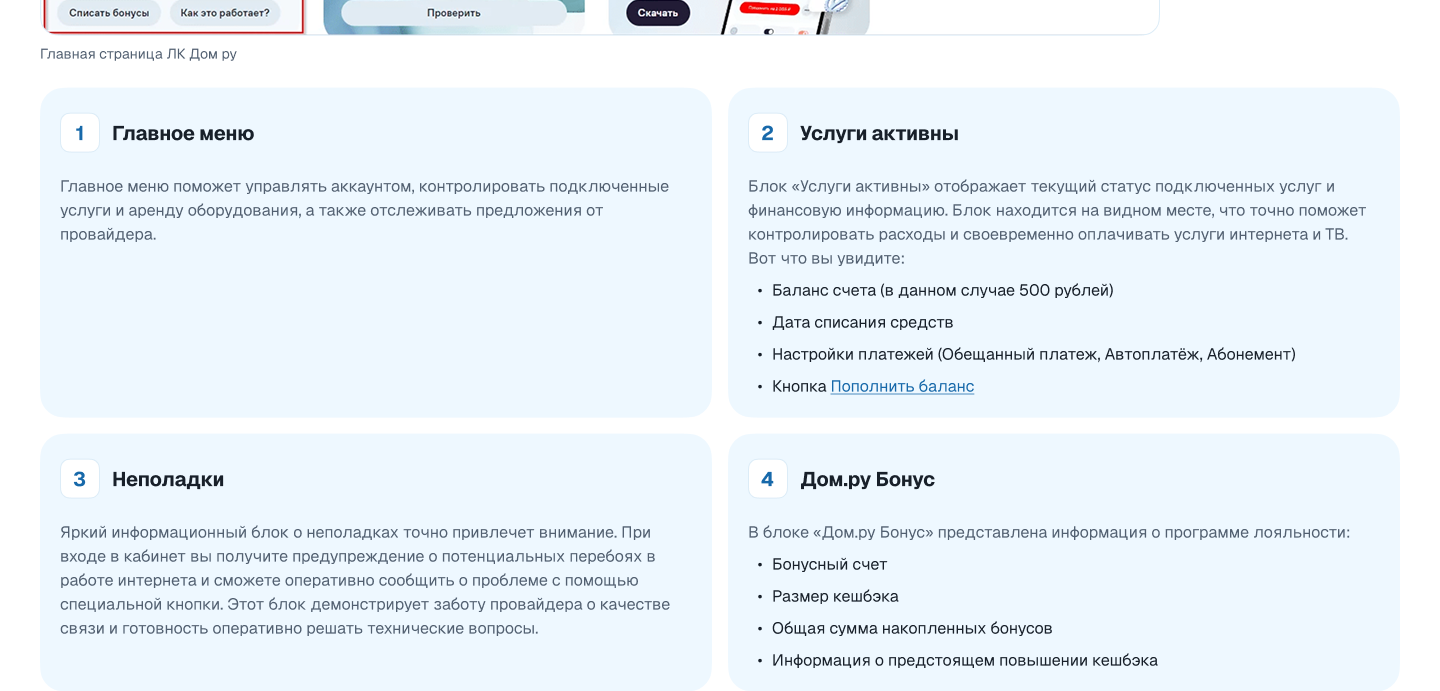 Списать бонусы
Как это работает?
Проверить
Скачать
Главная страница ЛК Дом ру
1
Главное меню
Главное меню поможет управлять аккаунтом, контролировать подключенные
услуги и аренду оборудования, а также отслеживать предложения от
провайдера.
2
Услуги активны
Блок «Услуги активны» отображает текущий статус подключенных услуг и
финансовую информацию. Блок находится на видном месте, что точно поможет
контролировать расходы и своевременно оплачивать услуги интернета и ТВ.
Вот что вы увидите:
• Баланс счета (в данном случае 500 рублей)
• Дата списания средств
• Настройки платежей (Обещанный платеж, Автоплатёж, Абонемент)
• Кнопка Пополнить баланс
3
Неполадки
Яркий информационный блок о неполадках точно привлечет внимание. При
входе в кабинет вы получите предупреждение о потенциальных перебоях в
работе интернета и сможете оперативно сообщить о проблеме с помощью
специальной кнопки. Этот блок демонстрирует заботу провайдера о качестве
связи и готовность оперативно решать технические вопросы.
4
Дом.ру Бонус
В блоке «Дом.ру Бонус» представлена информация о программе лояльности:
• Бонусный счет
• Размер кешбэка
• Общая сумма накопленных бонусов
• Информация о предстоящем повышении кешбэка